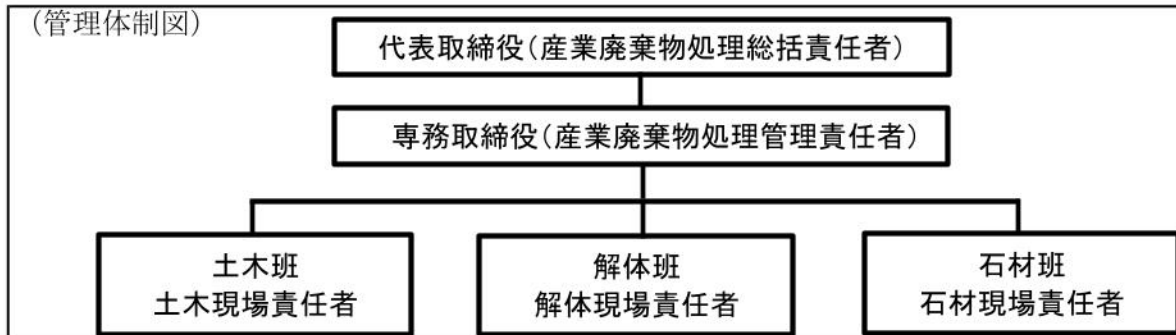 (管理体制図)
代表取締役(産業廃棄物処理総括責任者)
専務取締役(産業廃棄物処理管理責任者)
土木班
土木現場責任者
解体班
解体現場責任者
石材班
石材現場責任者